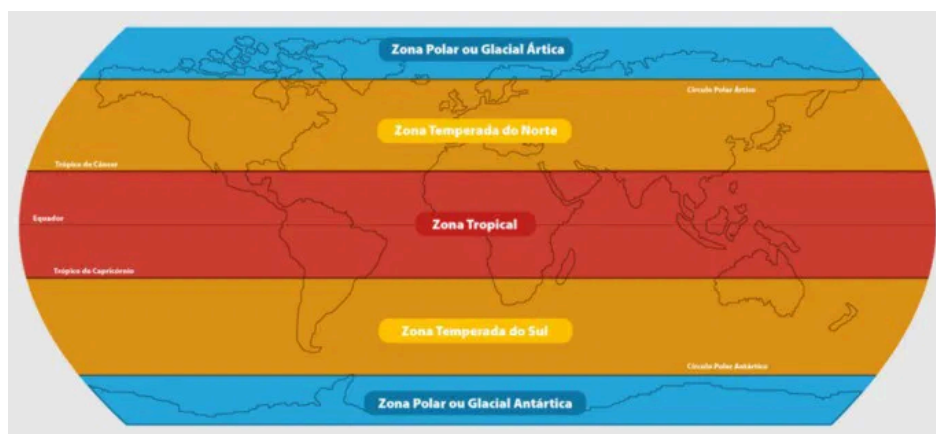 Zona Polar ou Glacial Ártica
Círculo Polar Ártico
Zona Temperada do Norte
Trópico de Câncer
Equador
Zona Tropical
Trópico de Capricórnio
Zona Temperada do Sul
Círculo Polar Antártico
Zona Polar ou Glacial Antártica